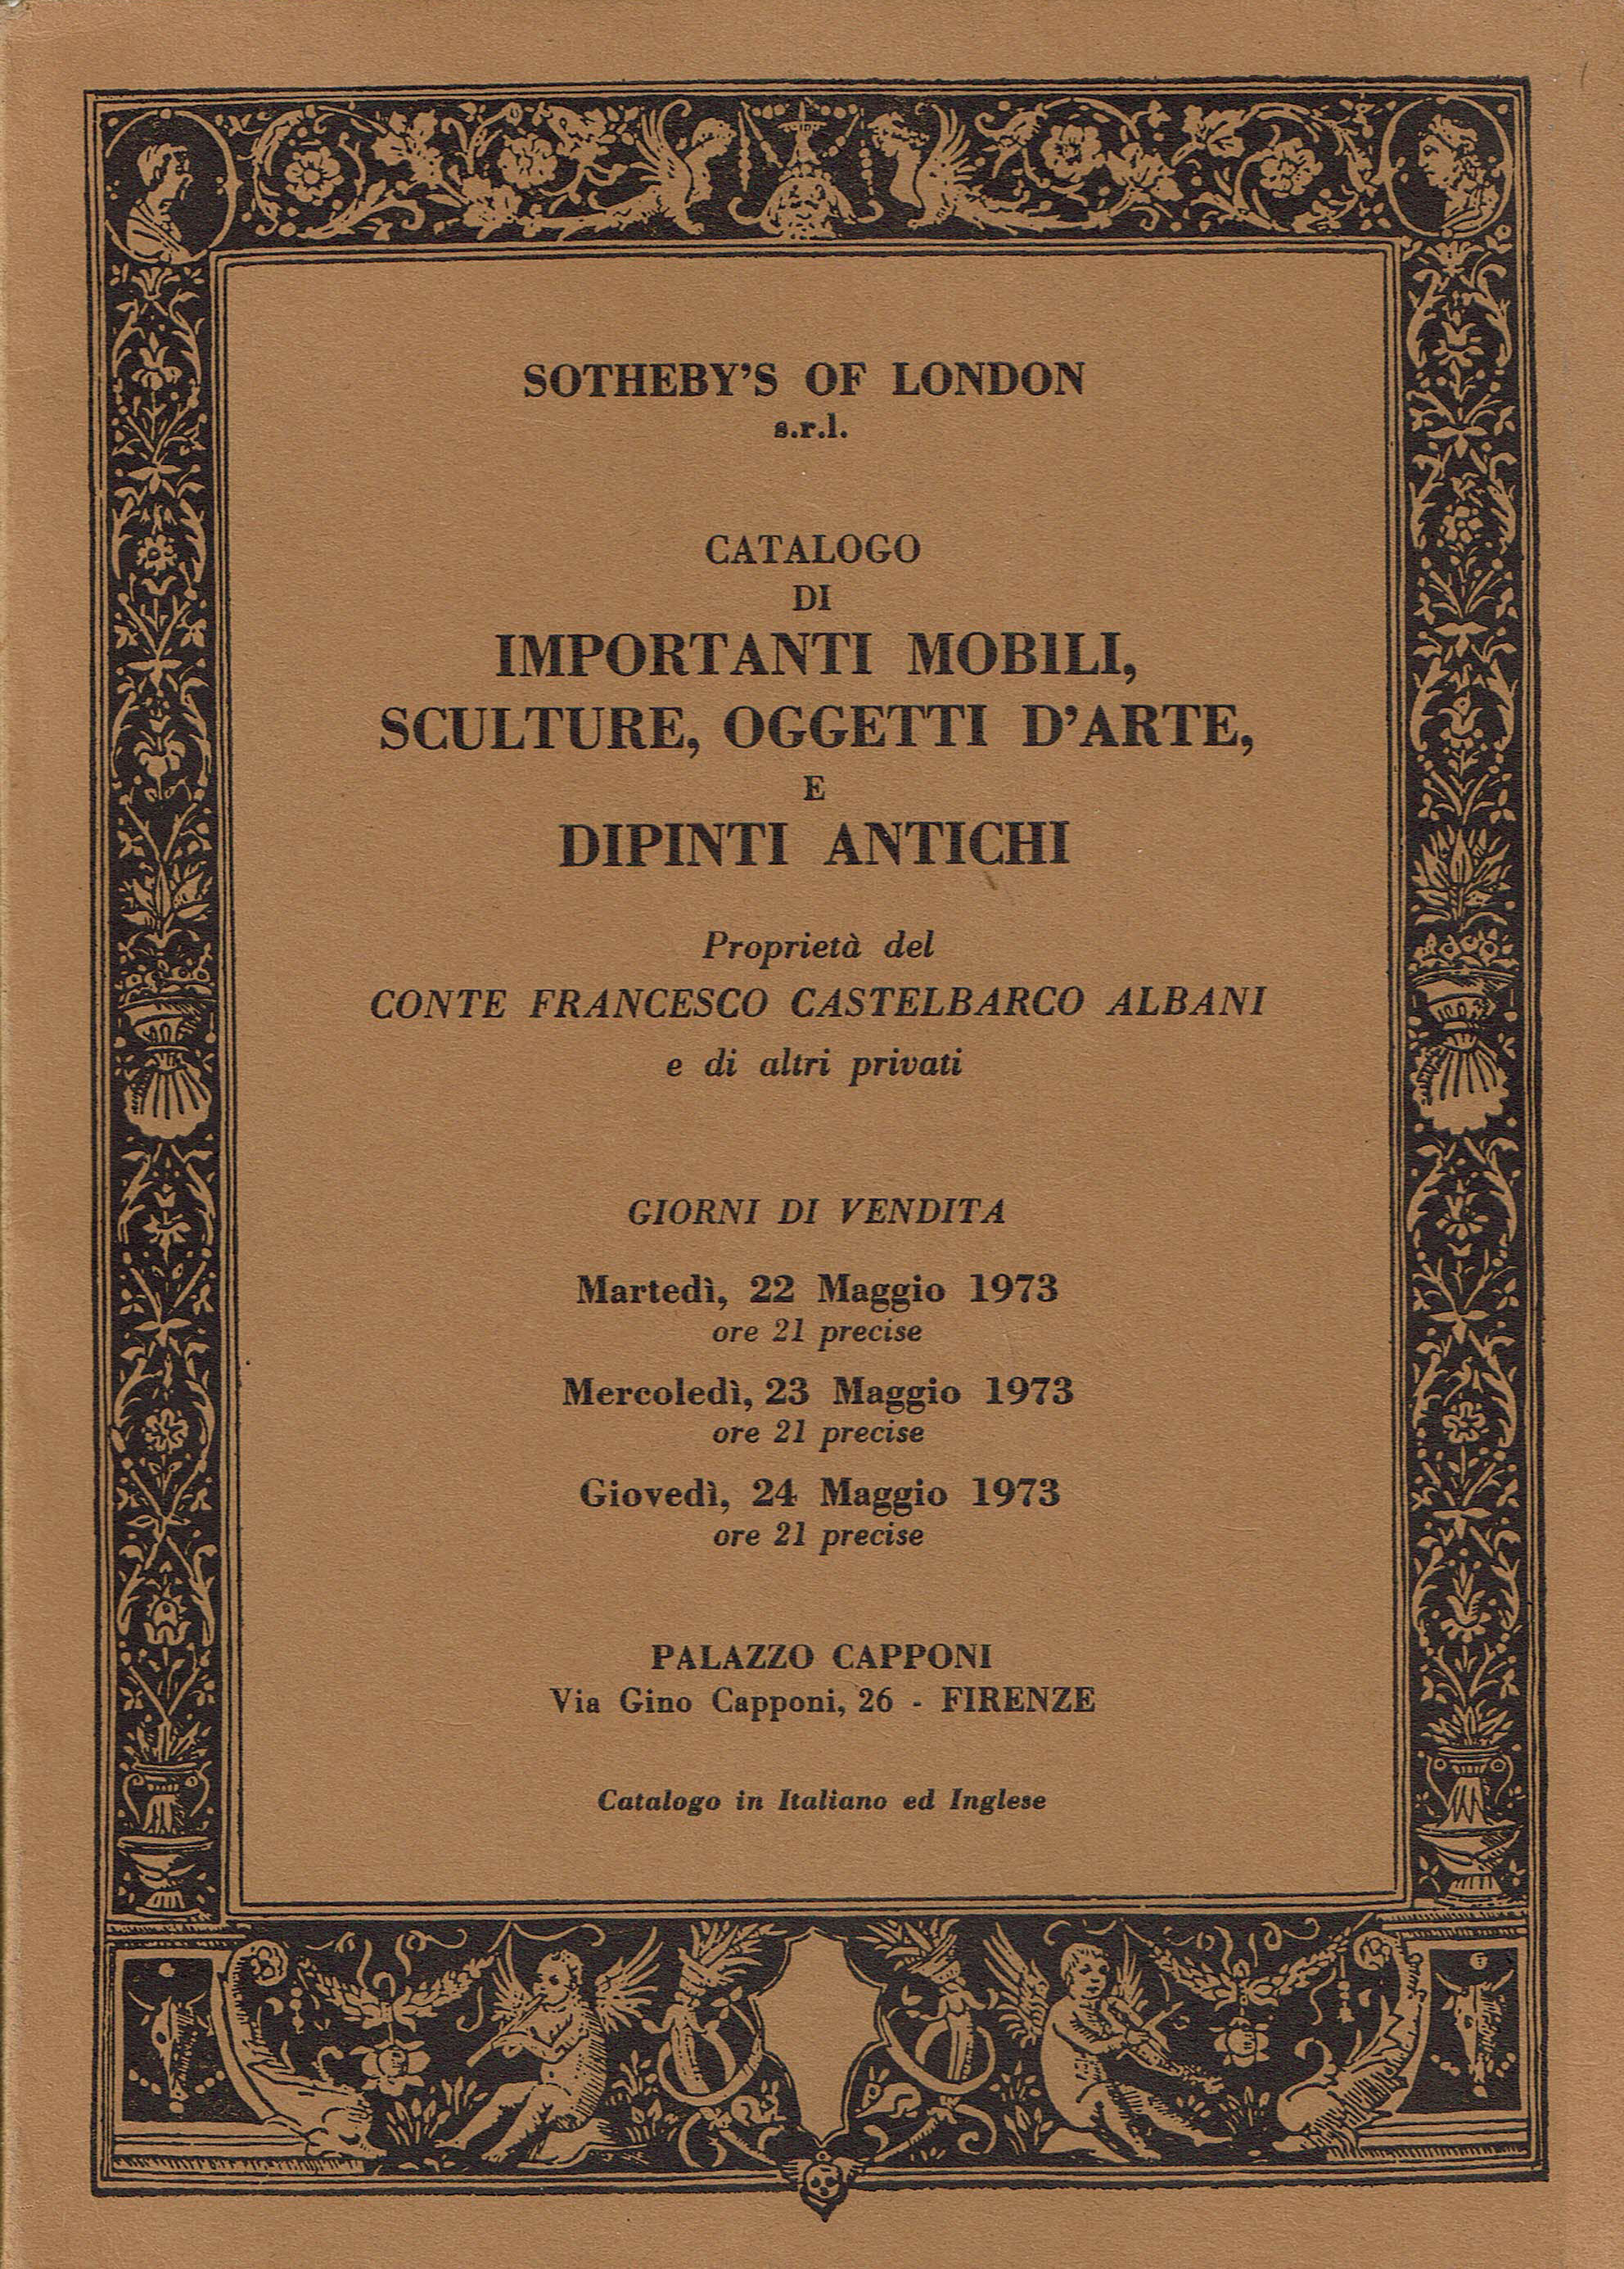 SOTHEBY'S OF LONDON
s.r.l.
CATALOGO
DI
IMPORTANTI MOBILI,
SCULTURE, OGGETTI D'ARTE,
E
DIPINTI ANTICHI
Proprietà del
CONTE FRANCESCO CASTELBARCO ALBANI
e di altri privati
GIORNI DI VENDITA
Martedì, 22 Maggio 1973
ore 21 precise
Mercoledì, 23 Maggio 1973
ore 21 precise
Giovedì, 24 Maggio 1973
ore 21 precise
PALAZZO CAPPONI
Via Gino Capponi, 26 - FIRENZE
Catalogo in Italiano ed Inglese